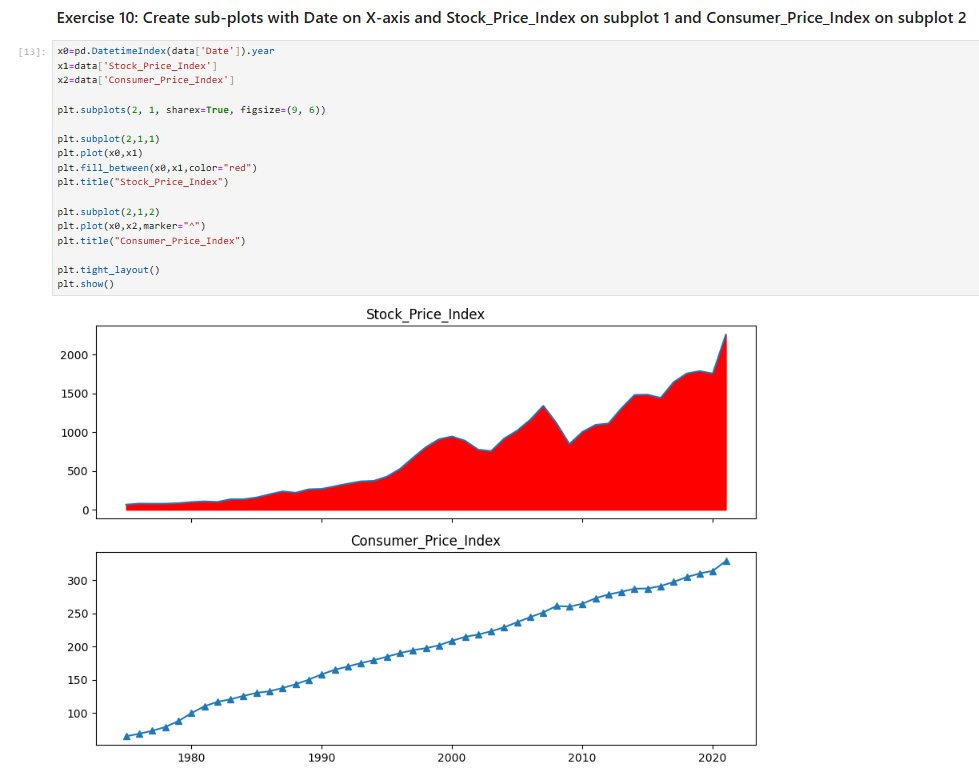 Exercise 10: Create sub-plots with Date on X-axis and Stock_Price_Index on subplot 1 and Consumer_Price_Index on subplot 2
[13]:
x0=pd.DatetimeIndex(data['Date']).year
x1=data['Stock_Price_Index']
x2=data['Consumer_Price_Index']
plt.subplots(2, 1, sharex=True, figsize=(9, 6))
plt.subplot(2,1,1)
plt.plot(x0,x1)
plt.fill_between(x0,x1,color="red")
plt.title("Stock_Price_Index")
plt.subplot(2,1,2)
plt.plot(x0,x2,marker="^")
plt.title("Consumer_Price_Index")
plt.tight_layout()
plt.show()
Stock_Price_Index
2000
1500
1000
500
0
Consumer_Price_Index
300
250
200
150
100
1980 1990 2000 2010 2020